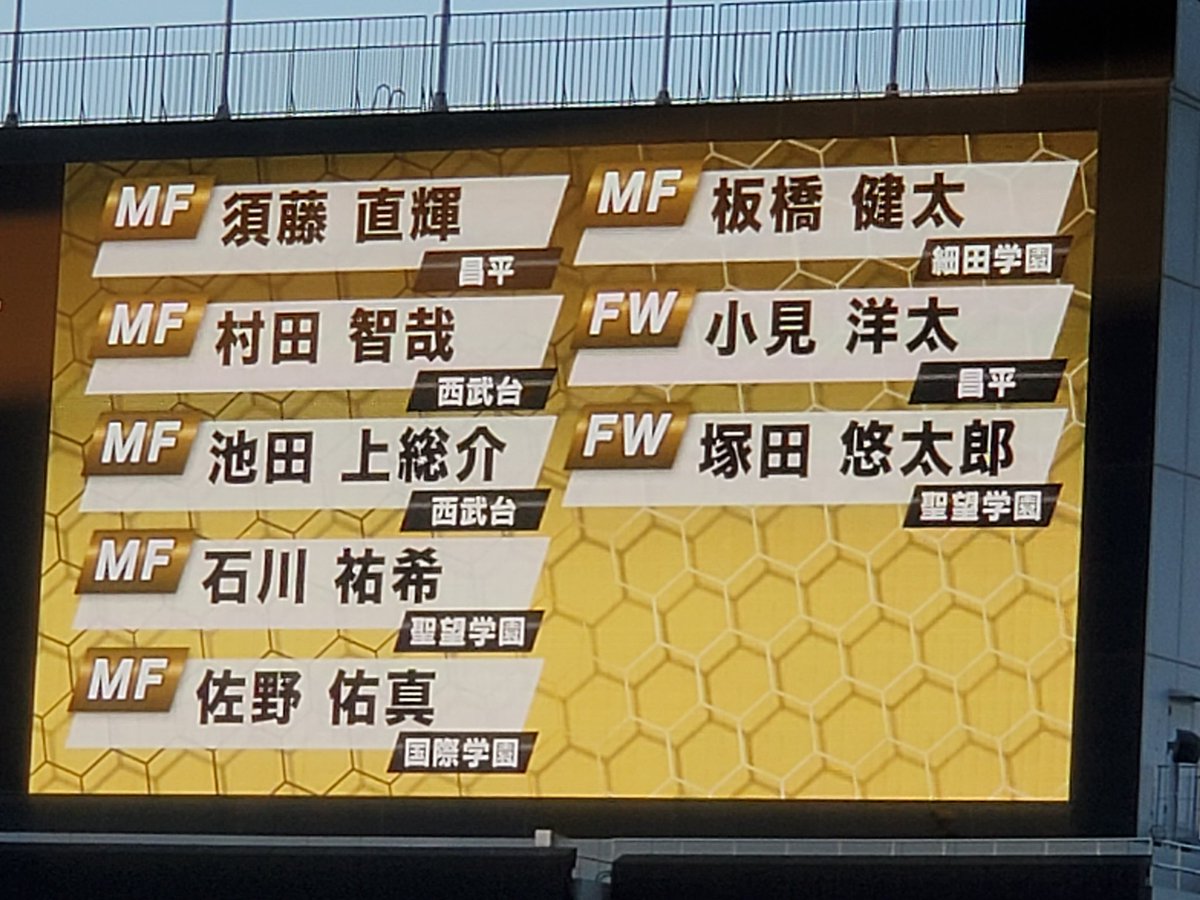 MF 須藤 直輝
昌平
MF 村田 智哉
西武台
MF 池田 上総介
西武台
MF 石川 祐希
聖望学園
MF 佐野 佑真
国際学園
MF 板橋 健太
細田学園
FW 小見 洋太
昌平
FW 塚田 悠太郎
聖望学園